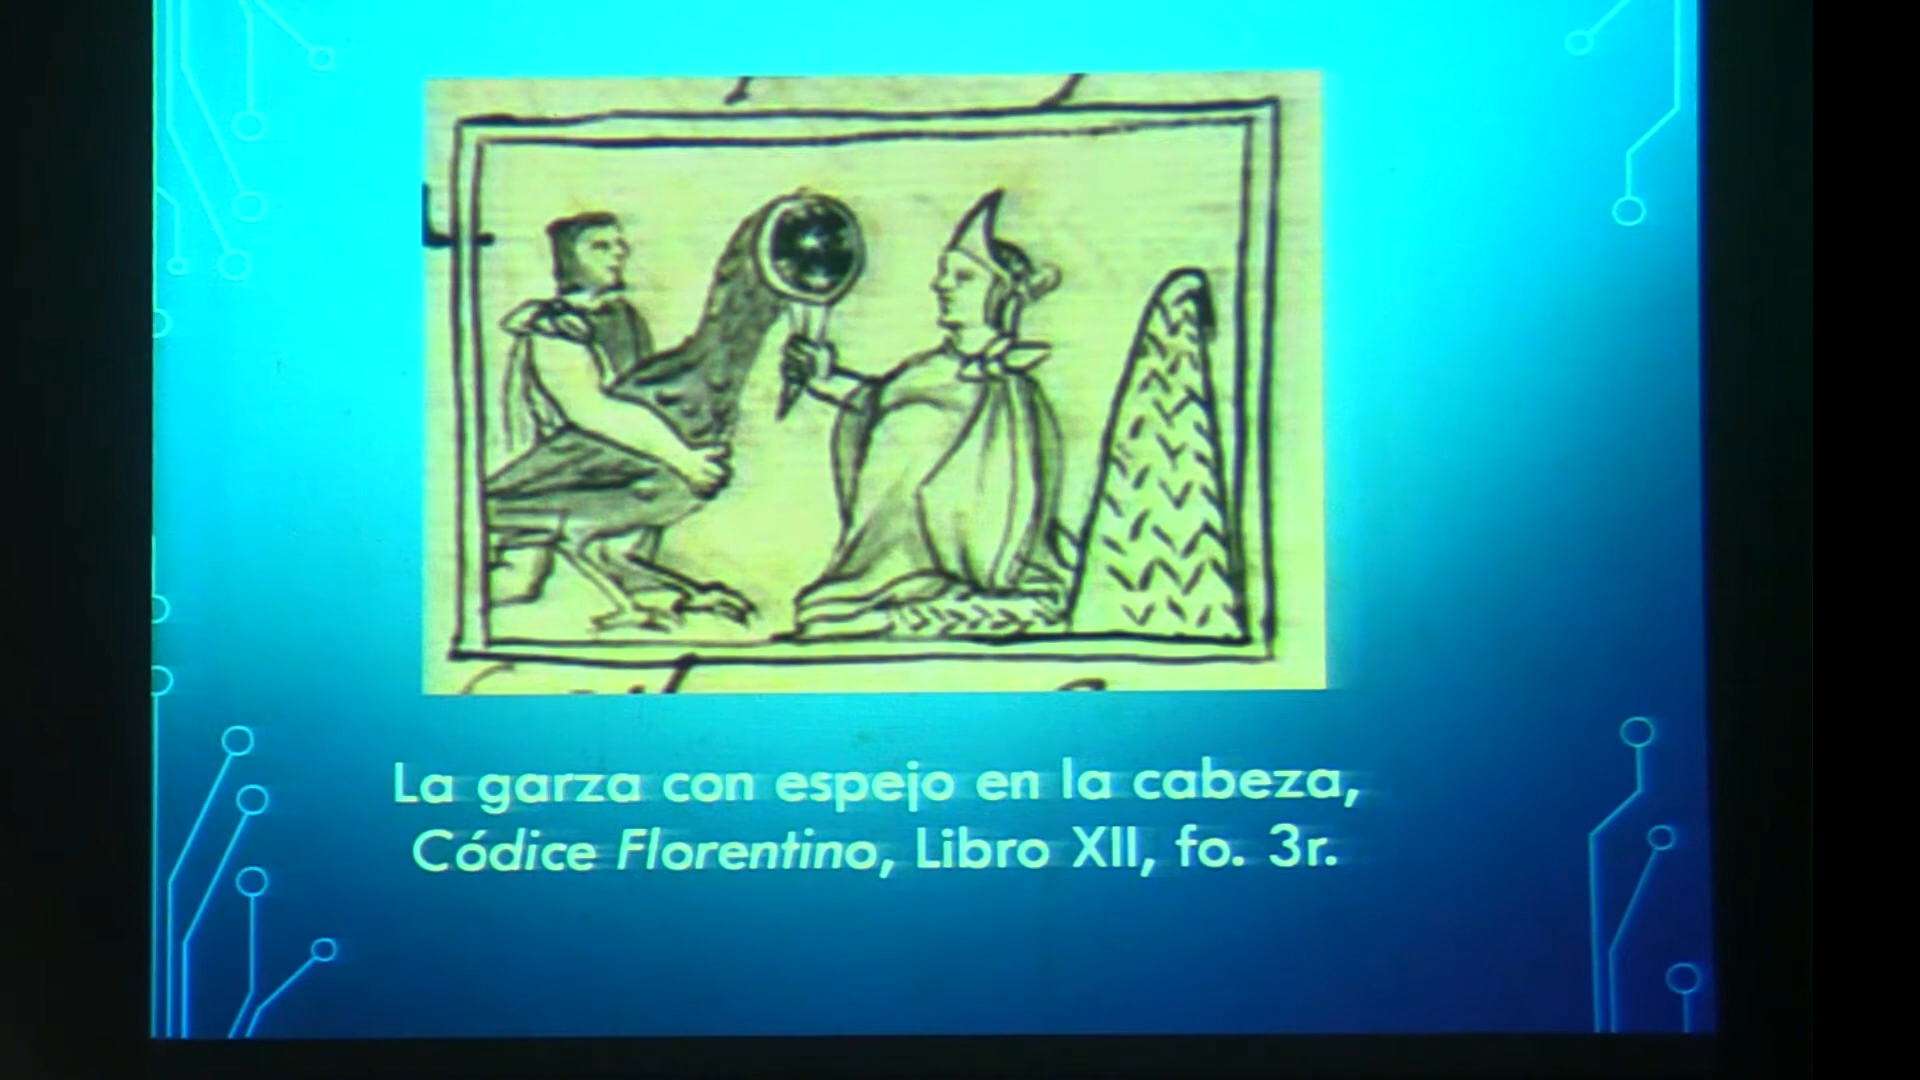 La garza con espejo en la cabeza,
Códice Florentino, Libro XII, fo. 3r.